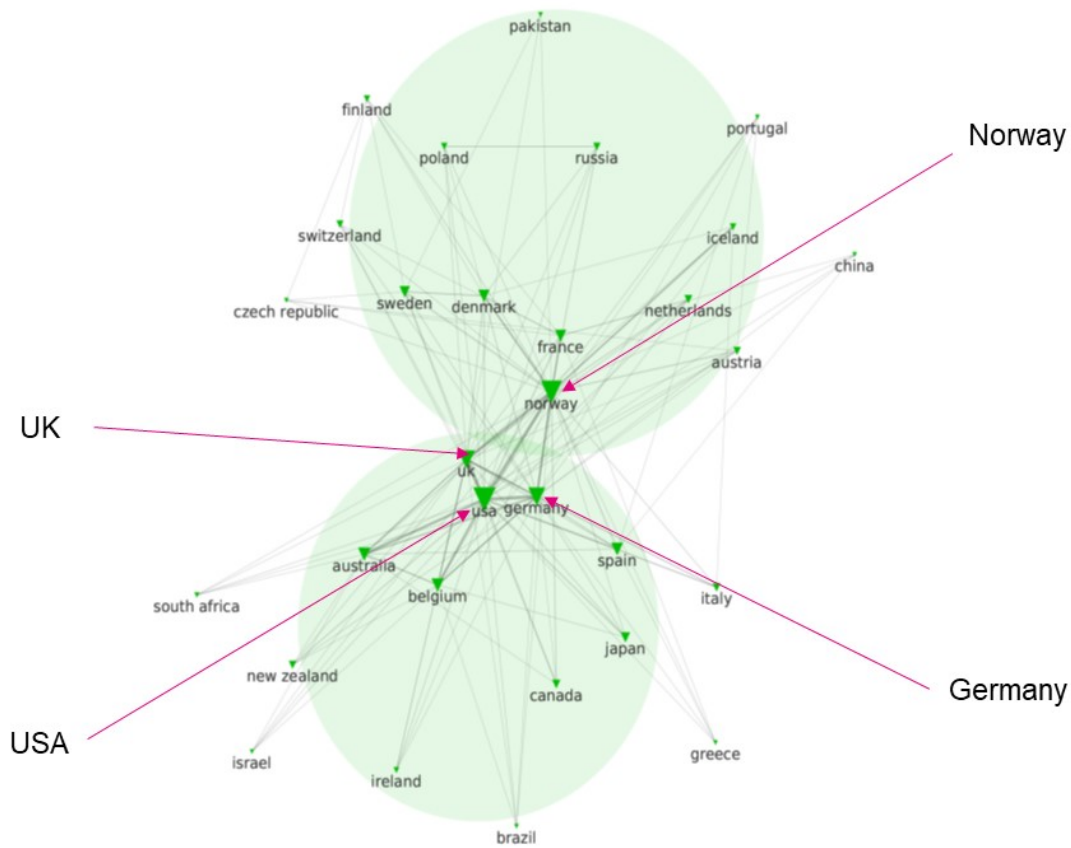 pakistan
finland
portugal
Norway
poland
russia
switzerland
iceland
china
czech republic
sweden
denmark
netherlands
france
austria
norway
UK
uk
usa
germany
australia
spain
belgium
south africa
italy
japan
new zealand
canada
Germany
USA
israel
ireland
greece
brazil